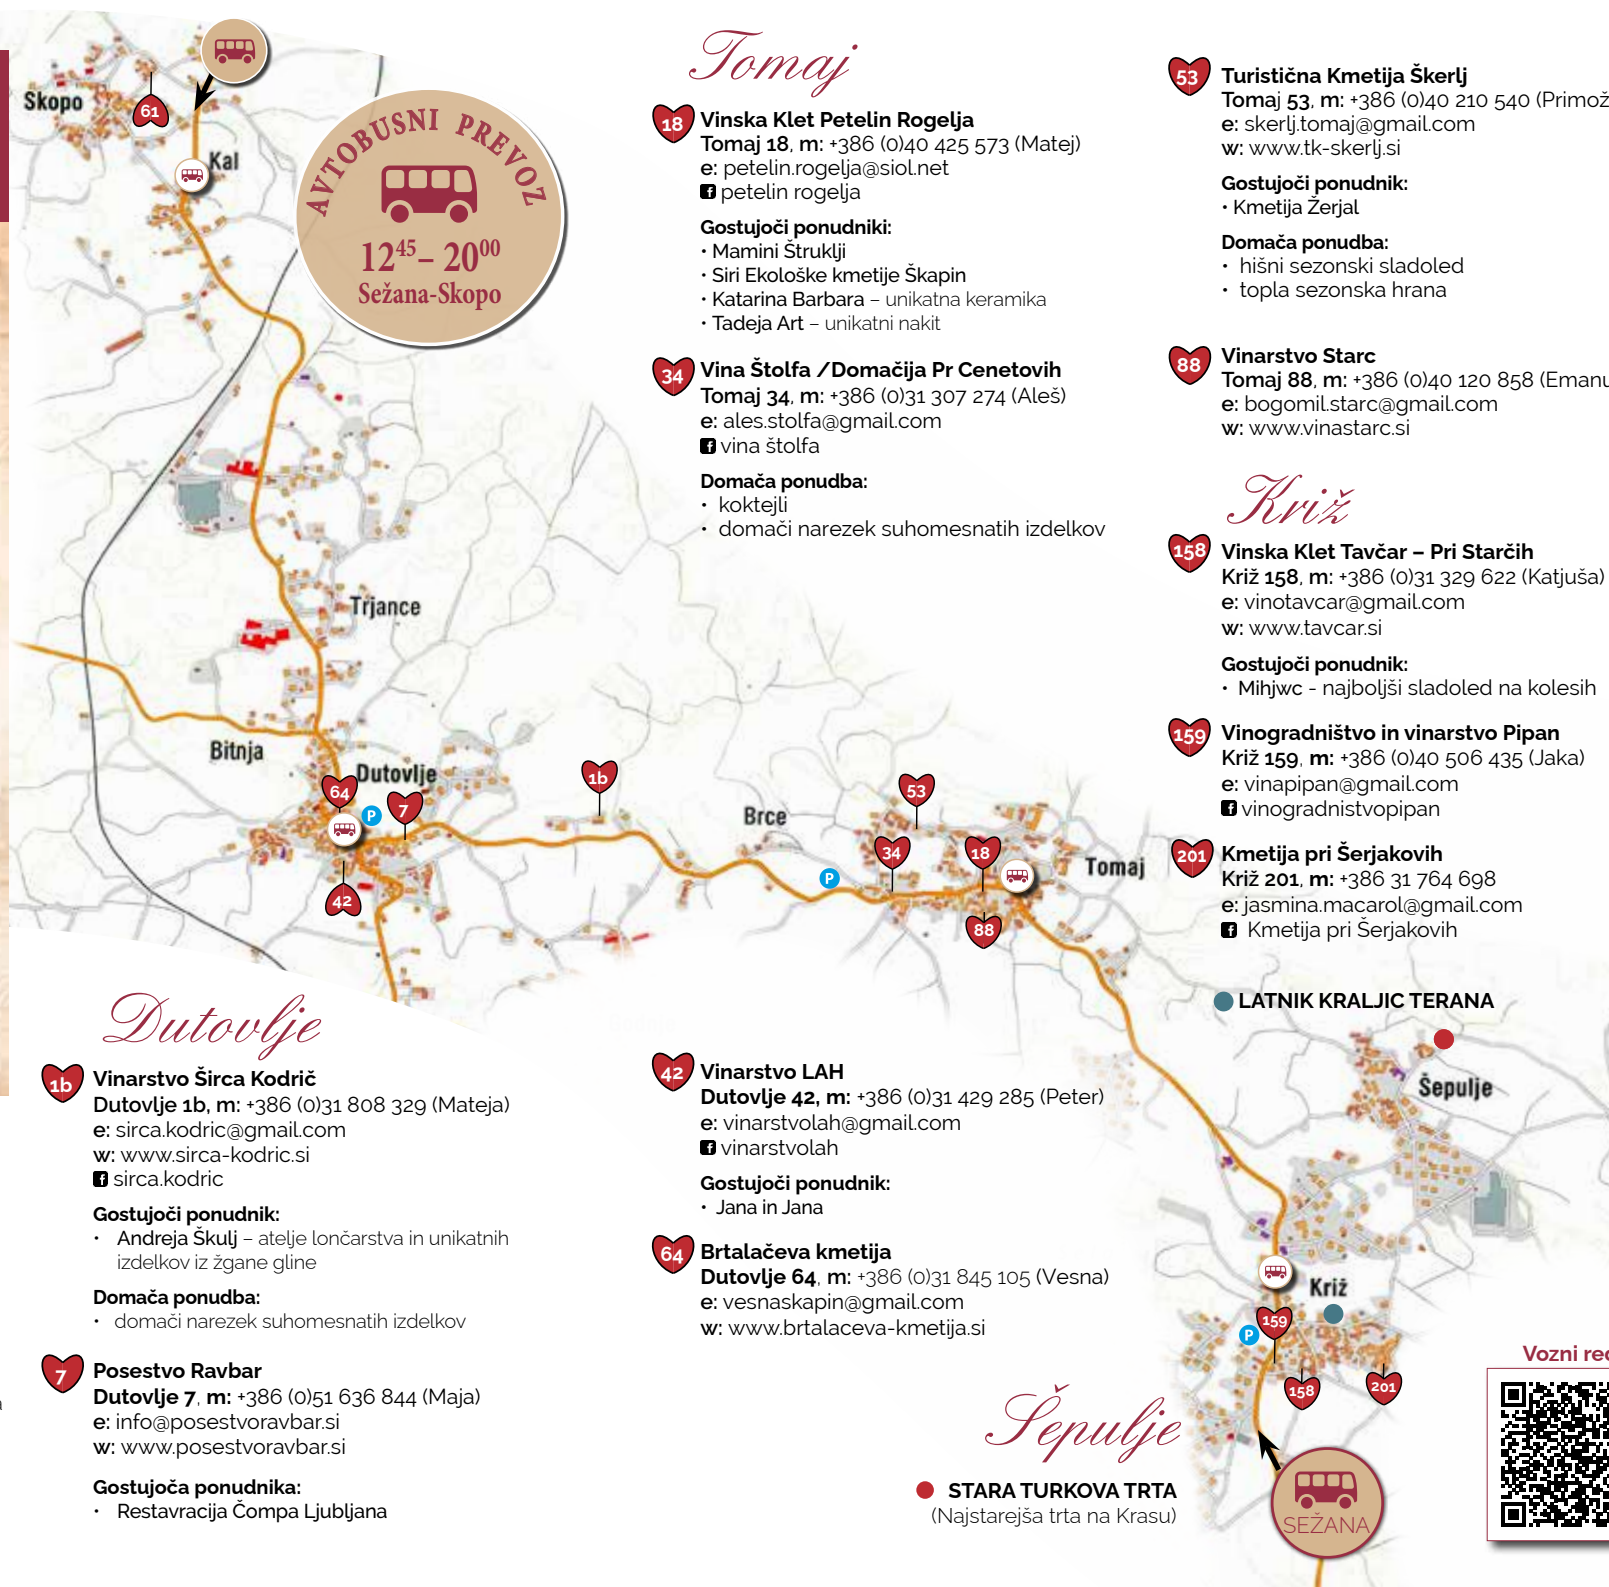 Skopo
61
Kal
AVTOBUSNI PREVOZ
12⁴⁵– 20⁰⁰
Sežana-Skopo
Trjance
Bitnja
Dutovlje
64
P
7
42
1b
Brce
P
53
34
18
88
Tomaj
Šepulje
Križ
P
159
158
201
SEŽANA
Tomaj
18
Vinska Klet Petelin Rogelja
Tomaj 18, m: +386 (0)40 425 573 (Matej)
e: petelin.rogelja@siol.net
petelin rogelja
Gostujoči ponudniki:
• Mamini Štruklji
• Siri Ekološke kmetije Škapin
• Katarina Barbara – unikatna keramika
• Tadeja Art – unikatni nakit
34
Vina Štolfa /Domačija Pr Cenetovih
Tomaj 34, m: +386 (0)31 307 274 (Aleš)
e: ales.stolfa@gmail.com
vina štolfa
Domača ponudba:
• koktejli
• domači narezek suhomesnatih izdelkov
53
Turistična Kmetija Škerlj
Tomaj 53, m: +386 (0)40 210 540 (Primož
e: skerlj.tomaj@gmail.com
w: www.tk-skerlj.si
Gostujoči ponudnik:
• Kmetija Žerjal
Domača ponudba:
• hišni sezonski sladoled
• topla sezonska hrana
88
Vinarstvo Starc
Tomaj 88, m: +386 (0)40 120 858 (Emanu
e: bogomil.starc@gmail.com
w: www.vinastarc.si
Križ
158
Vinska Klet Tavčar – Pri Starčih
Križ 158, m: +386 (0)31 329 622 (Katjuša)
e: vinotavcar@gmail.com
w: www.tavcar.si
Gostujoči ponudnik:
• Mihjwc - najboljši sladoled na kolesih
159
Vinogradništvo in vinarstvo Pipan
Križ 159, m: +386 (0)40 506 435 (Jaka)
e: vinapipan@gmail.com
vinogradnistvopipan
201
Kmetija pri Šerjakovih
Križ 201, m: +386 31 764 698
e: jasmina.macarol@gmail.com
Kmetija pri Šerjakovih
LATNIK KRALJIC TERANA
Dutovlje
1b
Vinarstvo Širca Kodrič
Dutovlje 1b, m: +386 (0)31 808 329 (Mateja)
e: sirca.kodric@gmail.com
w: www.sirca-kodric.si
sirca.kodric
Gostujoči ponudnik:
• Andreja Škulj – atelje lončarstva in unikatnih
izdelkov iz žgane gline
Domača ponudba:
• domači narezek suhomesnatih izdelkov
7
Posestvo Ravbar
Dutovlje 7, m: +386 (0)51 636 844 (Maja)
e: info@posestvoravbar.si
w: www.posestvoravbar.si
Gostujoča ponudnika:
• Restavracija Čompa Ljubljana
42
Vinarstvo LAH
Dutovlje 42, m: +386 (0)31 429 285 (Peter)
e: vinarstvolah@gmail.com
vinarstvolah
Gostujoči ponudnik:
• Jana in Jana
64
Brtalačeva kmetija
Dutovlje 64, m: +386 (0)31 845 105 (Vesna)
e: vesnaskapin@gmail.com
w: www.brtalaceva-kmetija.si
Šepulje
STARA TURKOVA TRTA
(Najstarejša trta na Krasu)
Vozni red